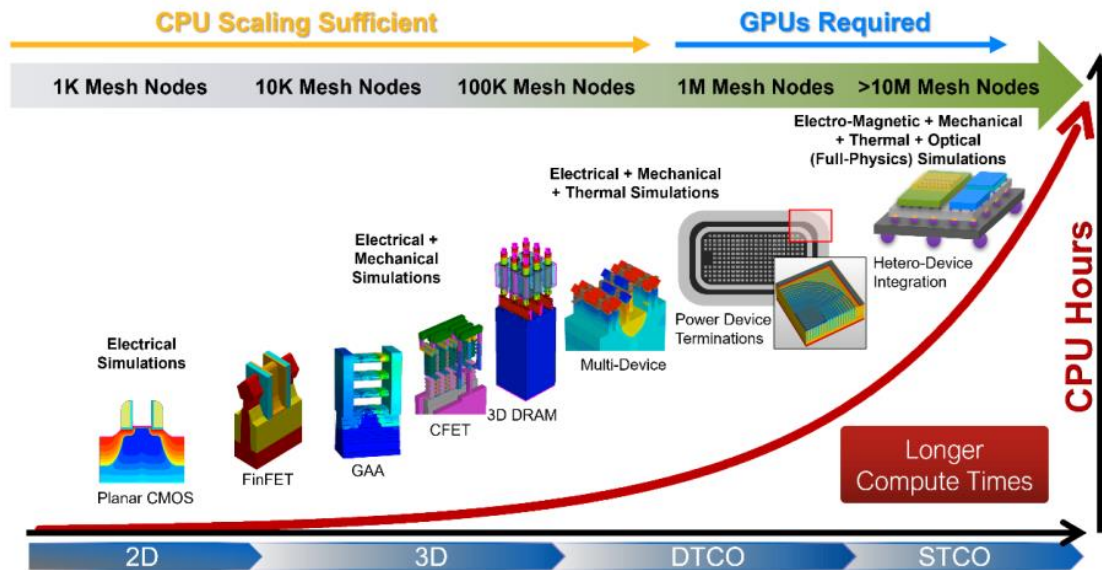 CPU Scaling Sufficient
GPUs Required
1K Mesh Nodes
10K Mesh Nodes
100K Mesh Nodes
1M Mesh Nodes
>10M Mesh Nodes
Electro-Magnetic + Mechanical
+ Thermal + Optical
(Full-Physics) Simulations
Electrical + Mechanical
+ Thermal Simulations
Electrical +
Mechanical
Simulations
Electrical
Simulations
Planar CMOS
FinFET
GAA
CFET
3D DRAM
Multi-Device
Power Device
Terminations
Hetero-Device
Integration
CPU Hours
Longer
Compute Times
2D
3D
DTCO
STCO